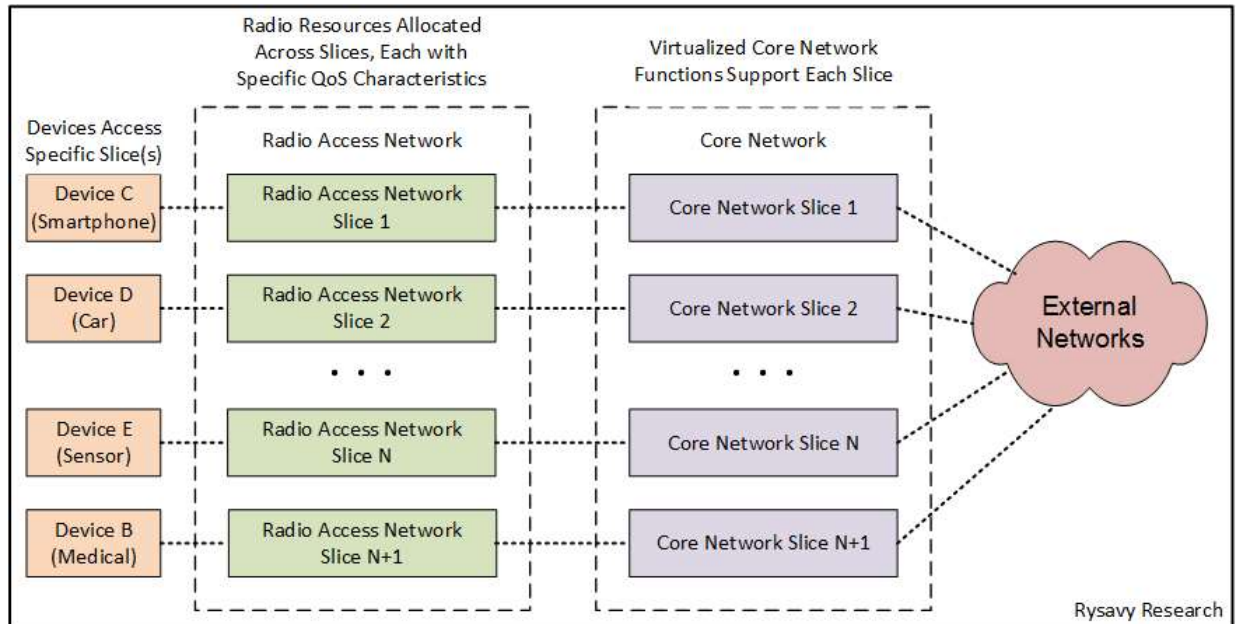 Radio Resources Allocated
Across Slices, Each with
Specific QoS Characteristics
Virtualized Core Network
Functions Support Each Slice
Devices Access
Specific Slice(s)
Radio Access Network
Core Network
Device C
(Smartphone)
Radio Access Network
Slice 1
Core Network Slice 1
Device D
(Car)
Radio Access Network
Slice 2
Core Network Slice 2
External
Networks
. . .
. . .
Device E
(Sensor)
Radio Access Network
Slice N
Core Network Slice N
Device B
(Medical)
Radio Access Network
Slice N+1
Core Network Slice N+1
Rysavy Research